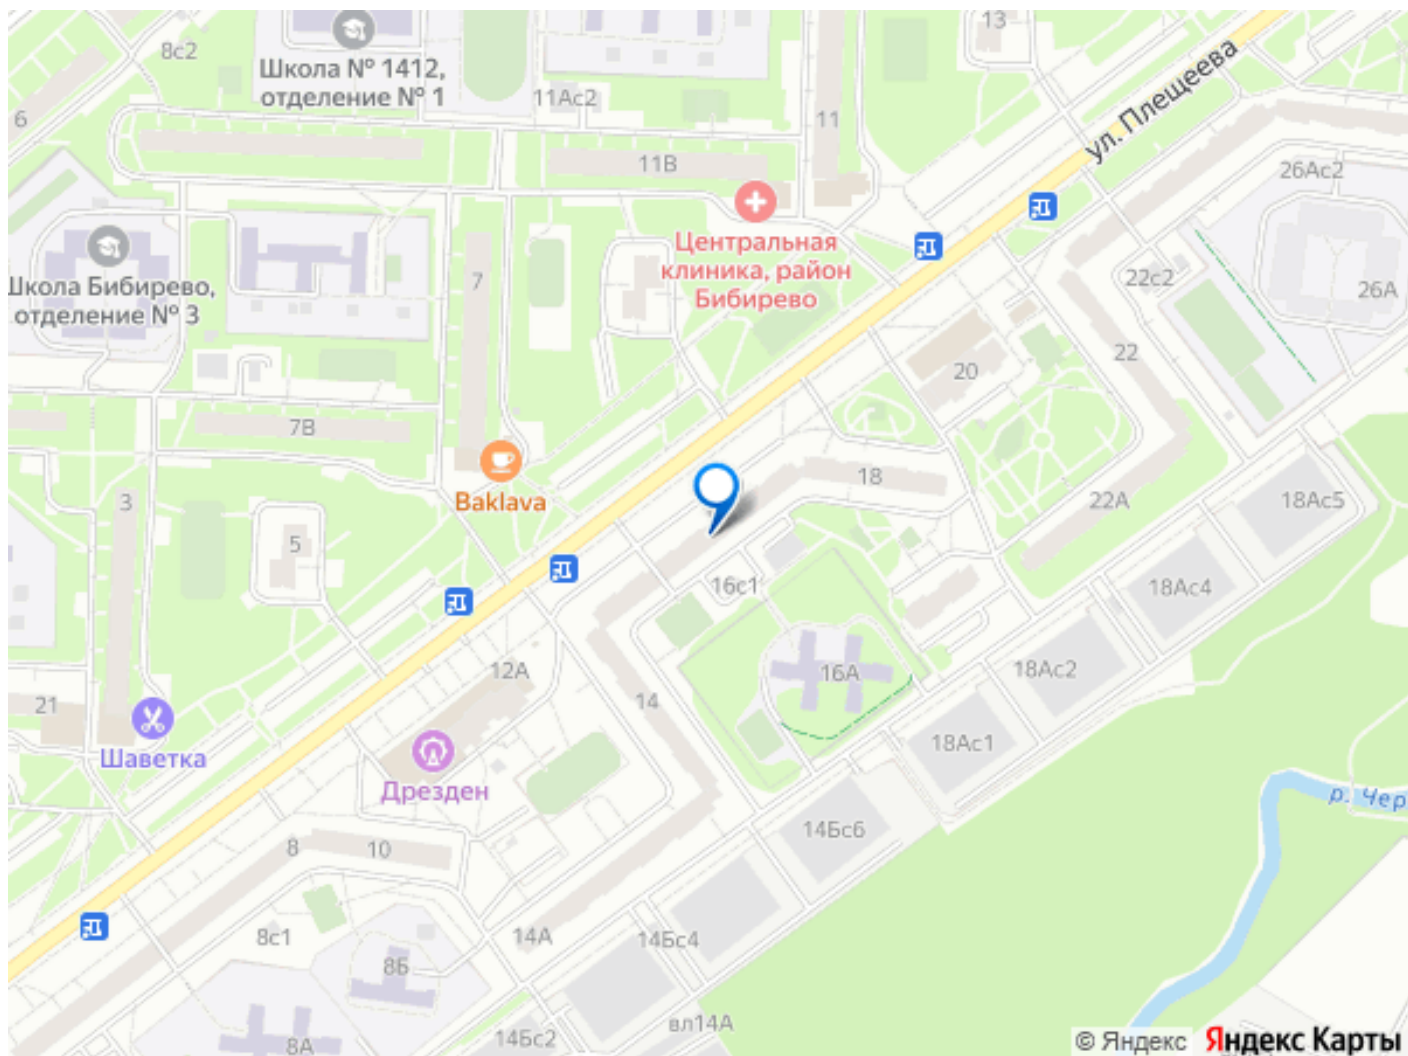 13
8с2
Школа № 1412,
отделение № 1
11Ас2
6
11
ул. Плещеева
11В
26Ас2
Центральная
клиника, район
Бибирево
7
22с2
26А
Школа Бибирево,
отделение № 3
22
20
7В
18
Baklava
3
22А
18Ас5
5
16с1
18Ас4
12А
16А
18Ас2
14
21
18Ас1
Шаветка
Дрезден
р. Чер
14Бс6
8
10
8с1
14А
14Бс4
8Б
вл14А
14Бс2
8А
© Яндекс Яндекс Карты